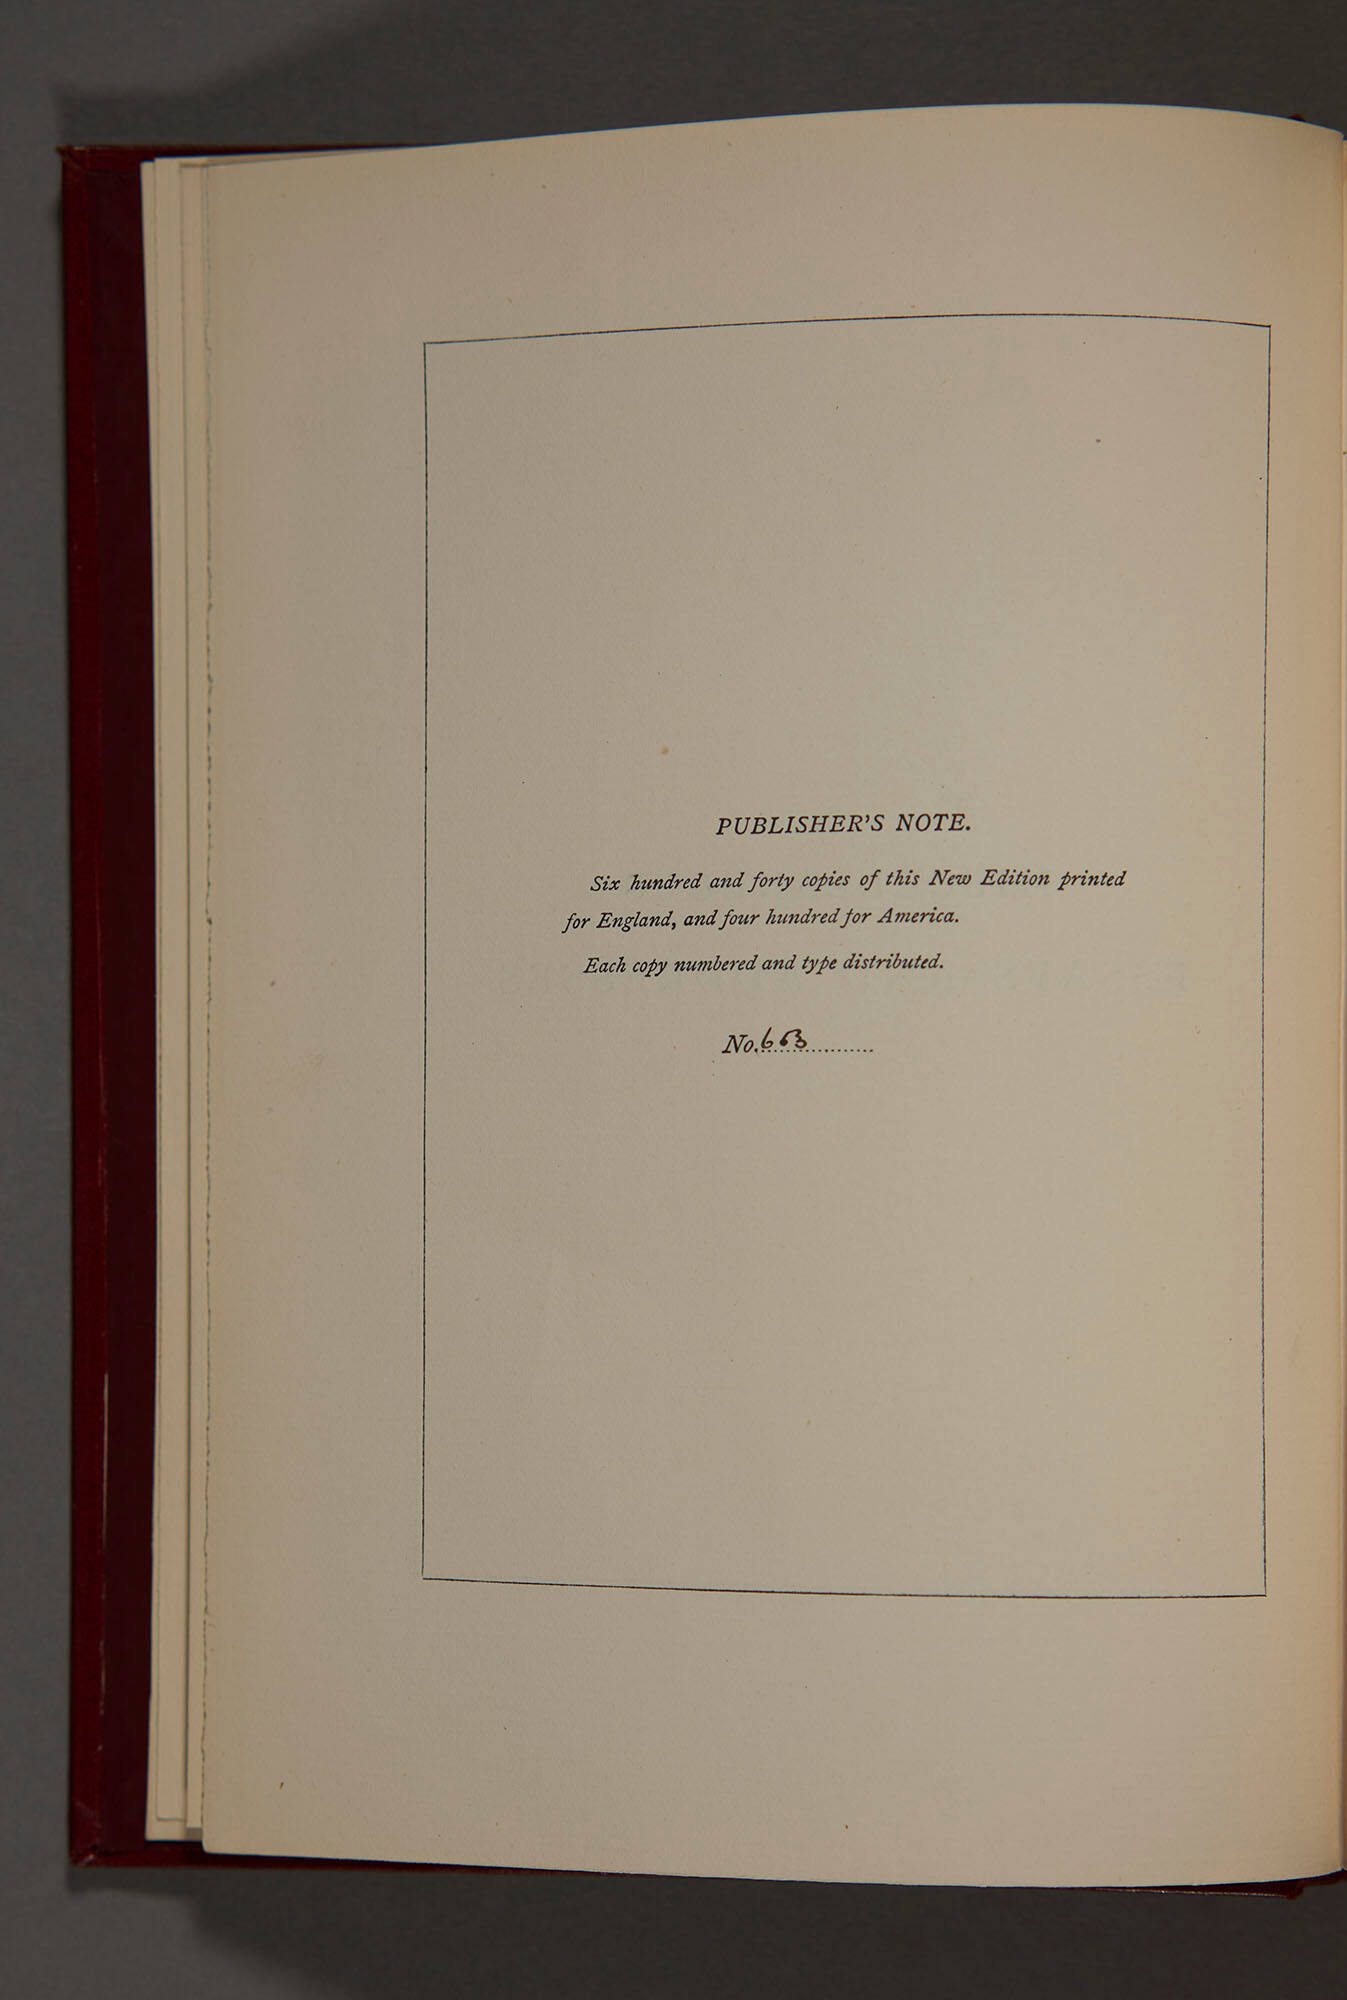 PUBLISHER'S NOTE.
Six hundred and forty copies of this New Edition printed
for England, and four hundred for America.
Each copy numbered and type distributed.
No. 653